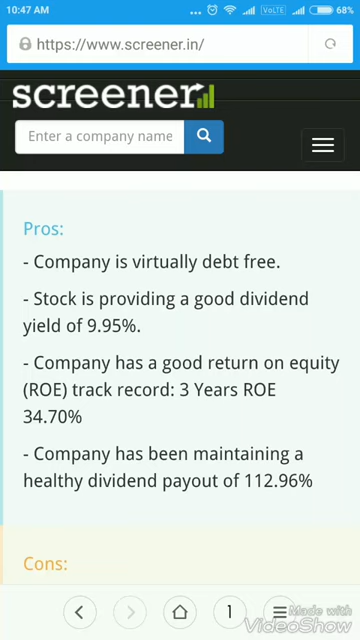 10:47 AM ... VoLTE 68%
https://www.screener.in/
screener
Enter a company name
Pros:
- Company is virtually debt free.
- Stock is providing a good dividend
yield of 9.95%.
- Company has a good return on equity
(ROE) track record: 3 Years ROE
34.70%
- Company has been maintaining a
healthy dividend payout of 112.96%
Cons:
1
Made with
VideoShow